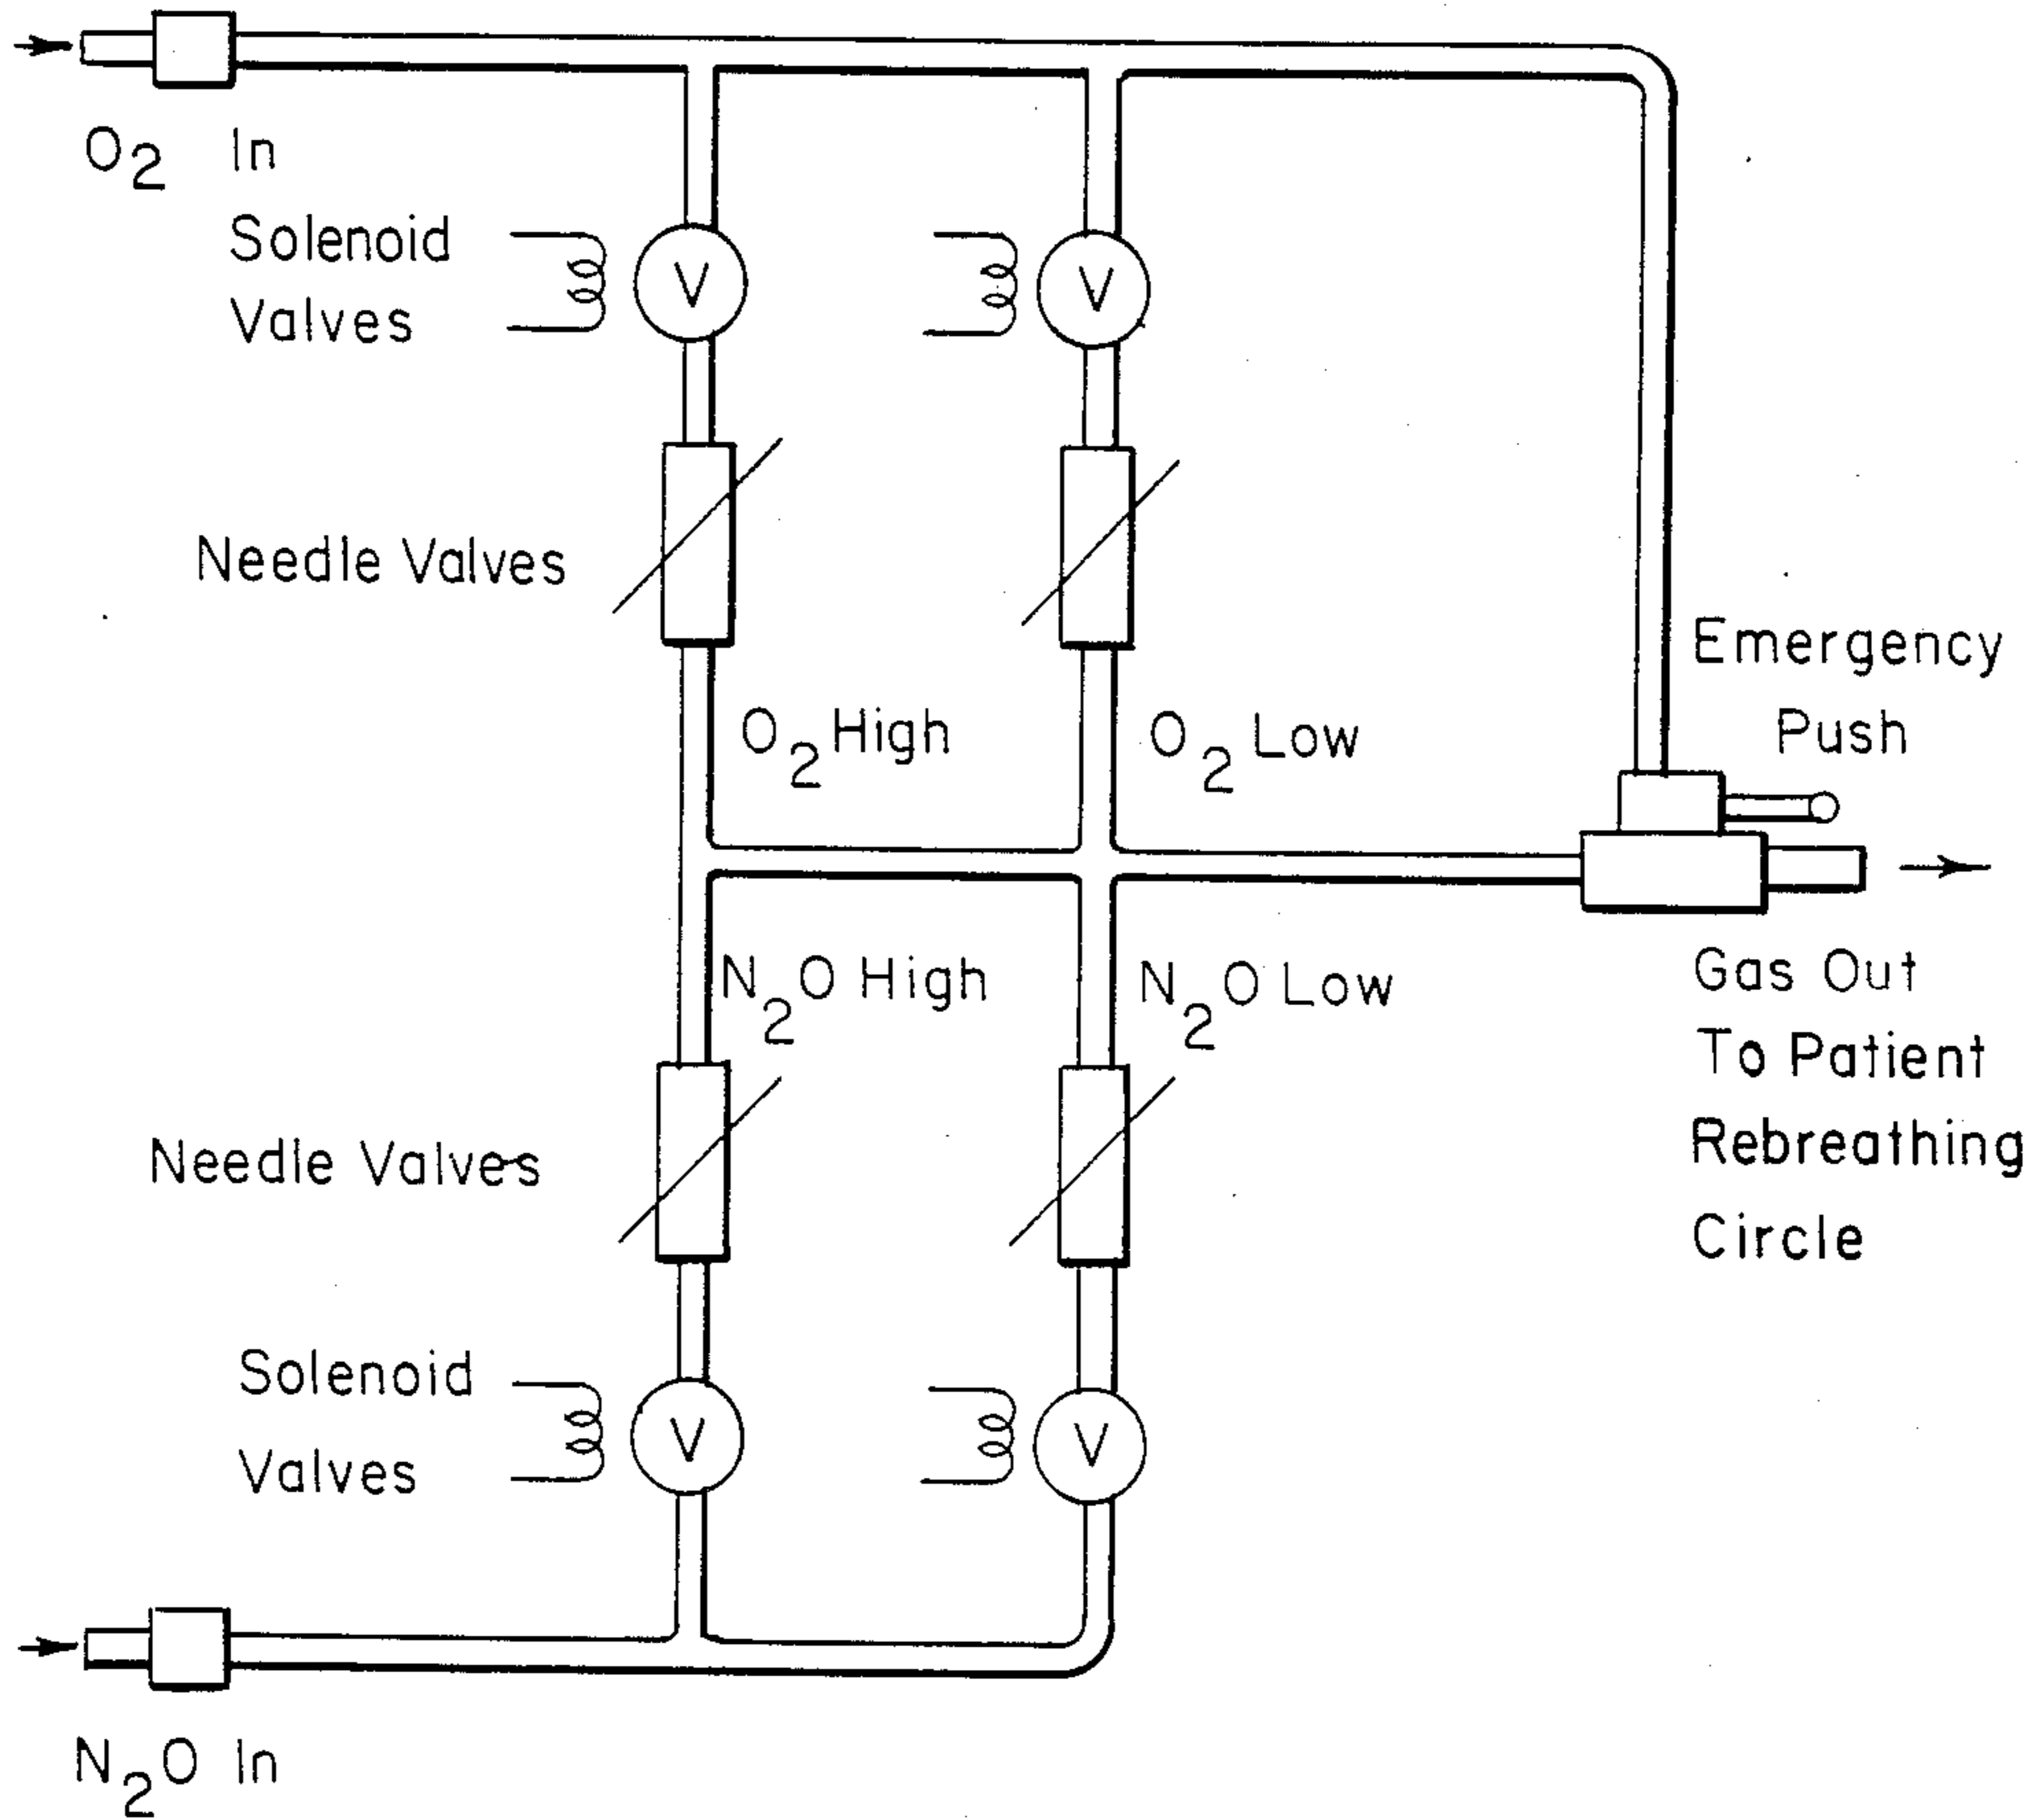 O2 In
Solenoid
Valves
V
V
Needle Valves
O2 High
O2 Low
Emergency
Push
N2O High
N2O Low
Gas Out
To Patient
Rebreathing
Circle
Needle Valves
Solenoid
Valves
V
V
N2O In